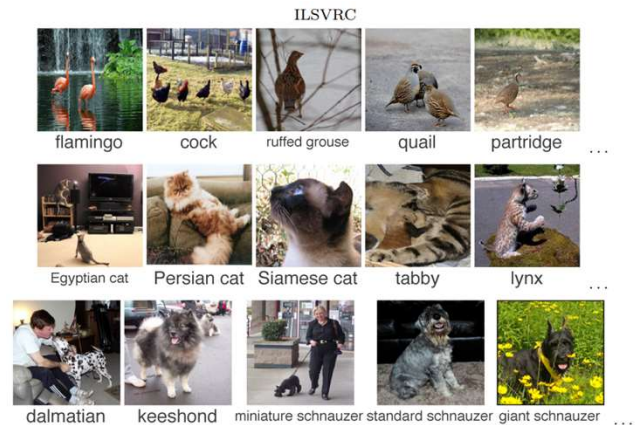 ILSVRC
flamingo cock ruffed grouse quail partridge ...
Egyptian cat Persian cat Siamese cat tabby lynx ...
dalmatian keeshond miniature schnauzer standard schnauzer giant schnauzer ...